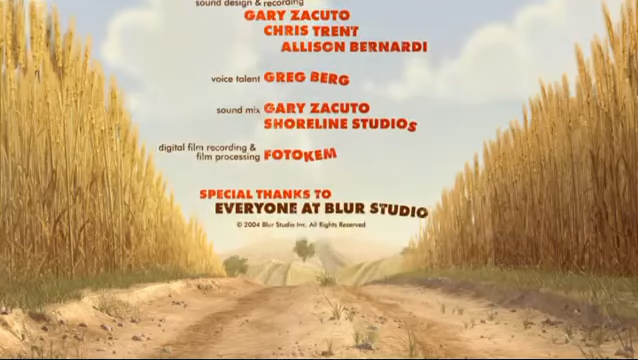 sound design & recording
GARY ZACUTO
CHRIS TRENT
ALLISON BERNARDI
voice talent GREG BERG
sound mix GARY ZACUTO
SHORELINE STUDIOS
digital film recording &
film processing FOTOKEM
SPECIAL THANKS TO
EVERYONE AT BLUR STUDIO
© 2004 Blur Studio Inc. All Rights Reserved